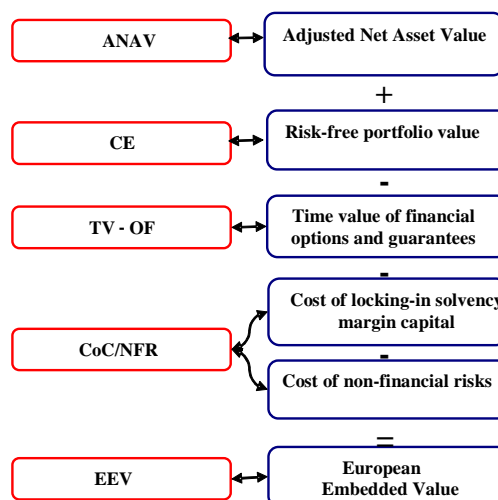 ANAV
Adjusted Net Asset Value
+
CE
Risk-free portfolio value
-
TV - OF
Time value of financial
options and guarantees
-
Cost of locking-in solvency
margin capital
CoC/NFR
-
Cost of non-financial risks
=
EEV
European
Embedded Value